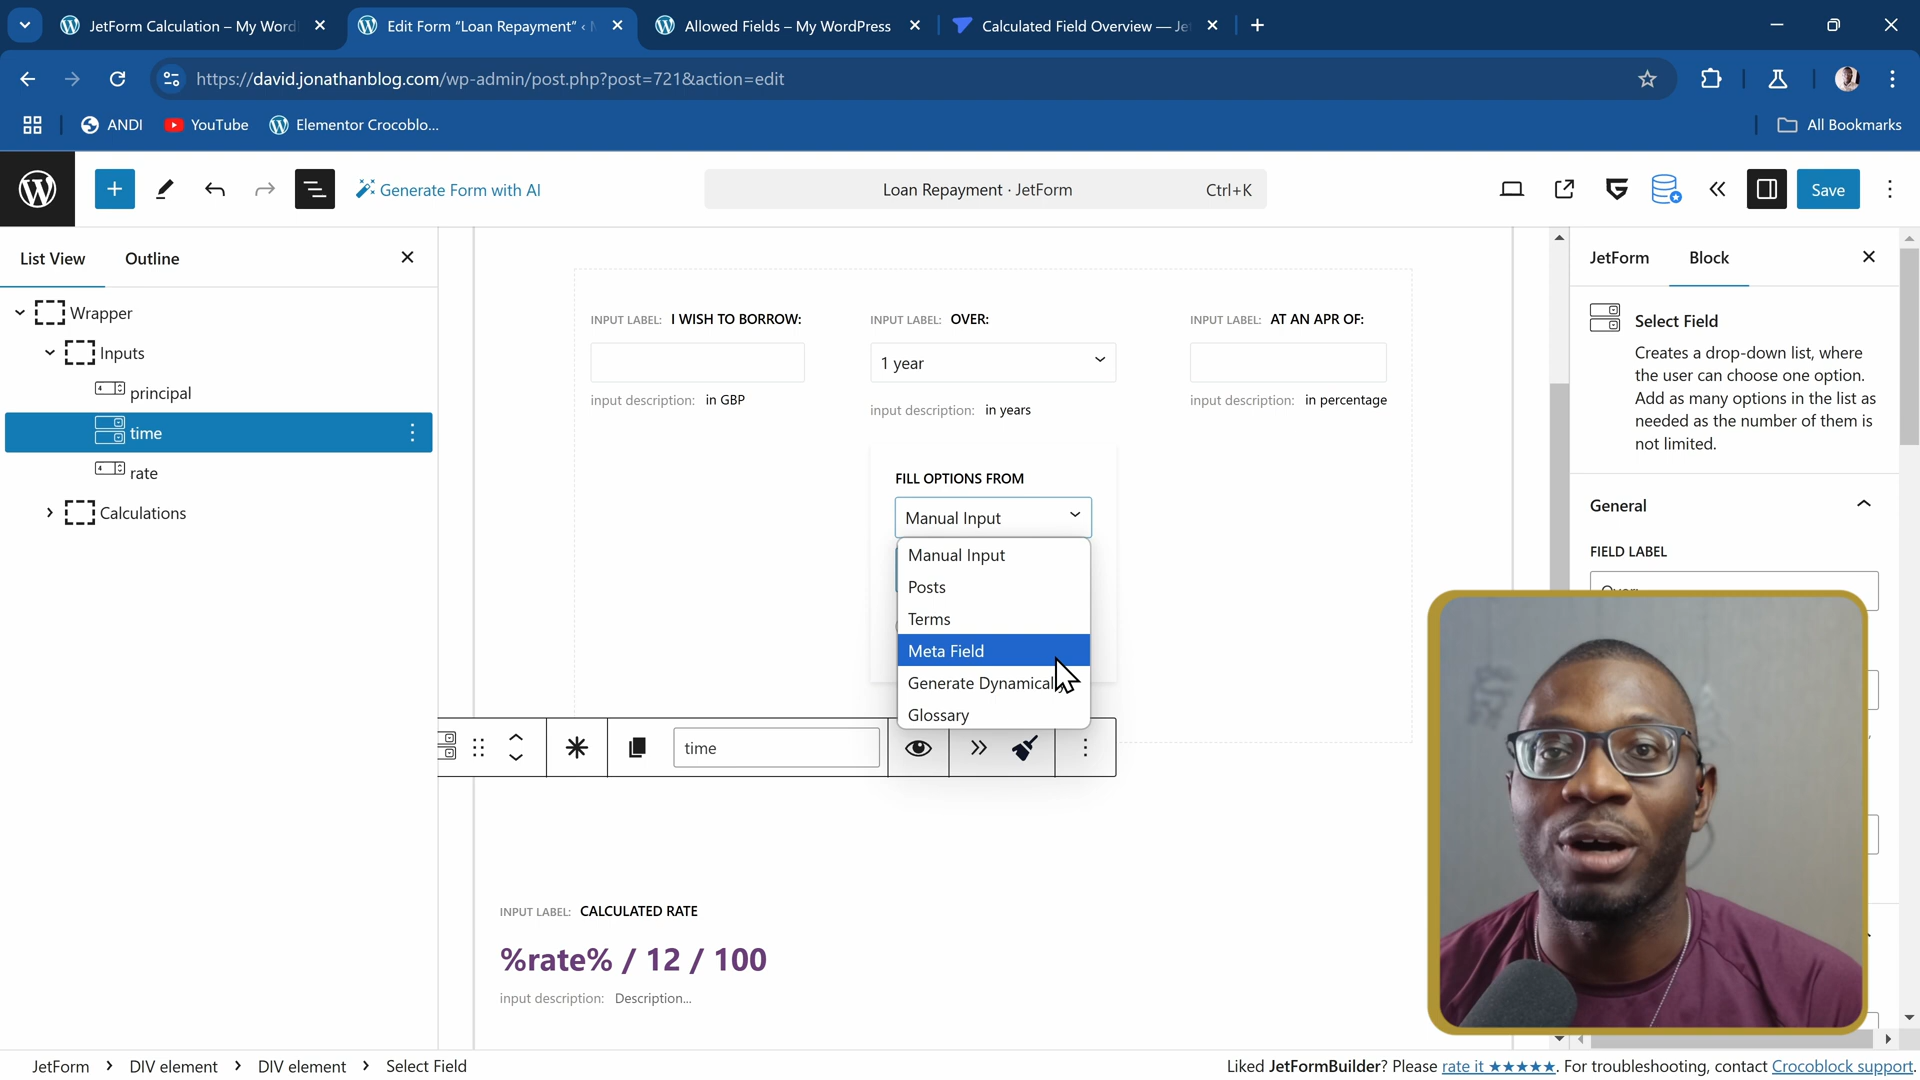 JetForm Calculation – My Word
Edit Form “Loan Repayment” ‹
Allowed Fields – My WordPress
Calculated Field Overview — Je
https://david.jonathanblog.com/wp-admin/post.php?post=721&action=edit
ANDI
YouTube
Elementor Crocoblo...
All Bookmarks
Generate Form with AI
Loan Repayment · JetForm
Ctrl+K
Save
List View
Outline
JetForm
Block
Wrapper
Inputs
principal
time
rate
Calculations
INPUT LABEL: I WISH TO BORROW:
INPUT LABEL: OVER:
INPUT LABEL: AT AN APR OF:
1 year
input description: in GBP
input description: in years
input description: in percentage
FILL OPTIONS FROM
Manual Input
Manual Input
Posts
Terms
Meta Field
Generate Dynamical
Glossary
time
INPUT LABEL: CALCULATED RATE
%rate% / 12 / 100
input description: Description...
Select Field
Creates a drop-down list, where
the user can choose one option.
Add as many options in the list as
needed as the number of them is
not limited.
General
FIELD LABEL
JetForm > DIV element > DIV element > Select Field
Liked JetFormBuilder? Please rate it ★★★★★. For troubleshooting, contact Crocoblock support.